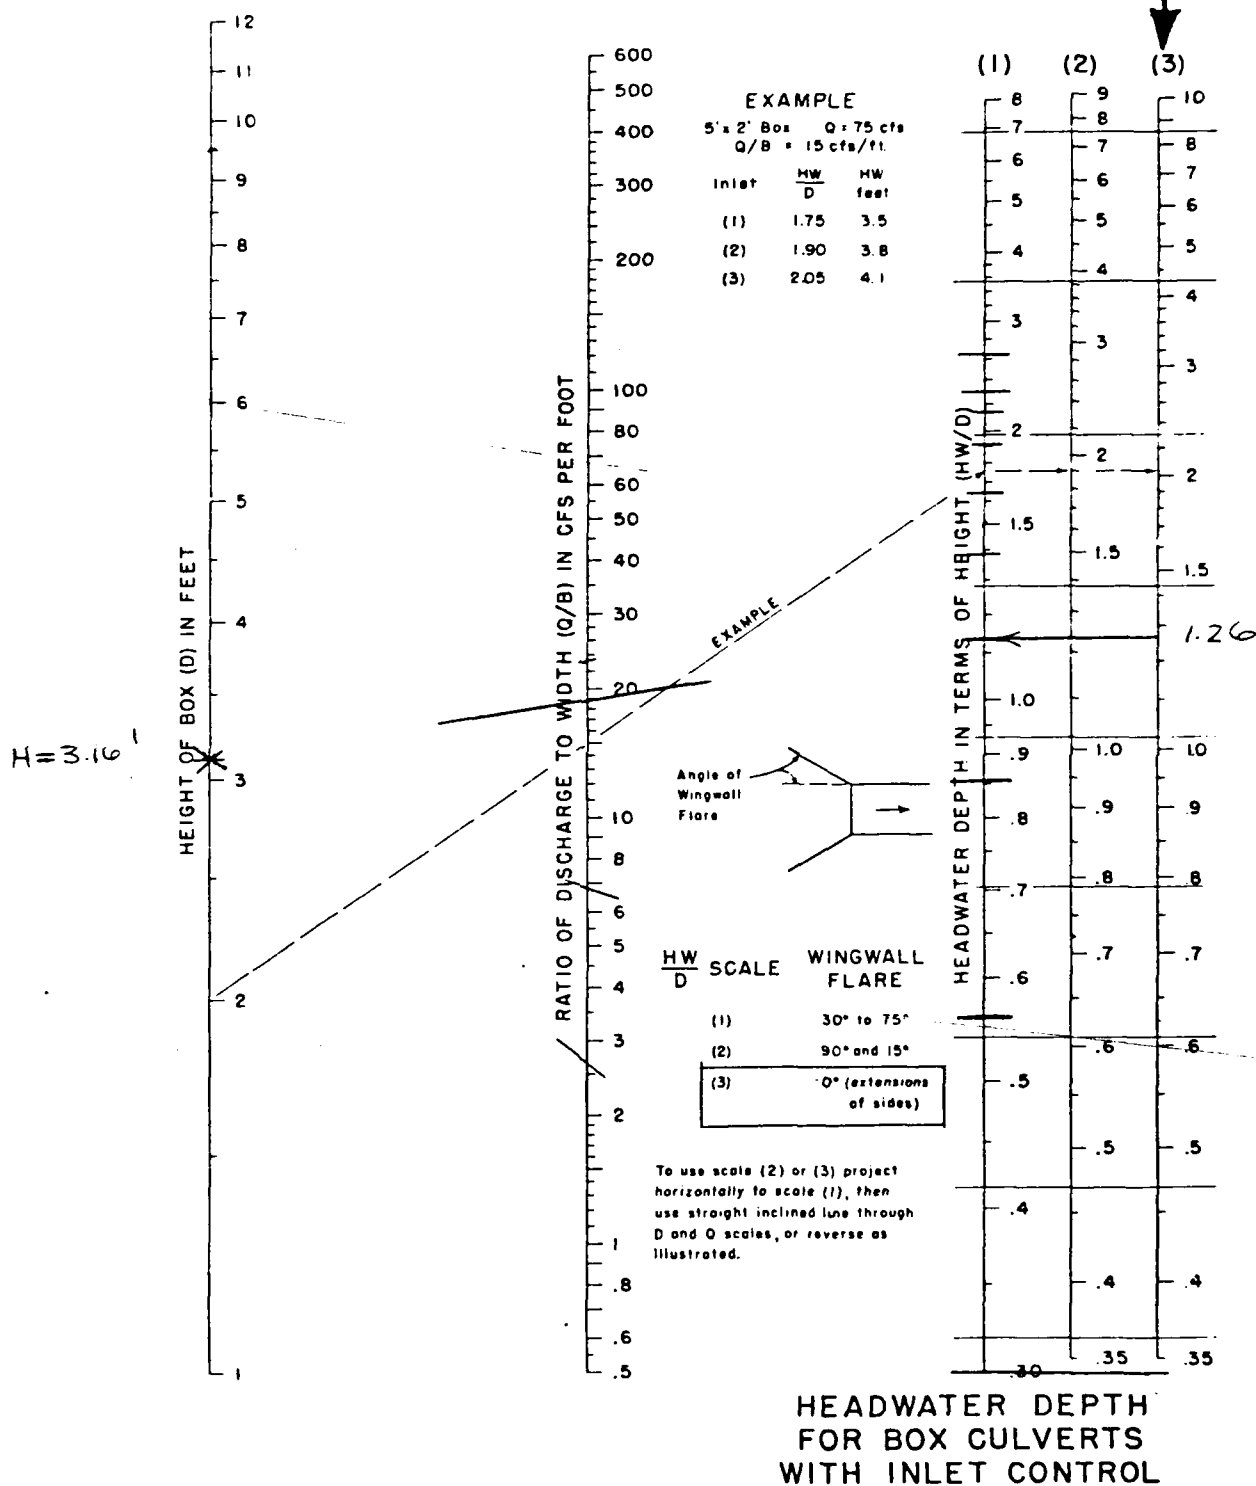 (1) (2) (3)
12
11
10
9
8
7
6
5
4
3
2
1
HEIGHT OF BOX (D) IN FEET
H = 3.16'
600
500
400
300
200
100
80
60
50
40
30
20
10
8
6
5
4
3
2
1
.8
.6
.5
RATIO OF DISCHARGE TO WIDTH (Q/B) IN CFS PER FOOT
EXAMPLE
5' x 2' Box Q = 75 cfs
Q/B = 15 cfs/ft.
Inlet HW/D HW feet
(1) 1.75 3.5
(2) 1.90 3.8
(3) 2.05 4.1
EXAMPLE
Angle of
Wingwall
Flare
HW/D SCALE WINGWALL FLARE
(1) 30° to 75°
(2) 90° and 15°
(3) 0° (extensions
of sides)
To use scale (2) or (3) project
horizontally to scale (1), then
use straight inclined line through
D and Q scales, or reverse as
illustrated.
HEADWATER DEPTH IN TERMS OF HEIGHT (HW/D)
8
7
6
5
4
3
2
1.5
1.0
.9
.8
.7
.6
.5
.4
.30
9
8
7
6
5
4
3
2
1.5
1.0
.9
.8
.7
.6
.5
.4
.35
10
8
7
6
5
4
3
2
1.5
1.0
.9
.8
.7
.6
.5
.4
.35
1.26
HEADWATER DEPTH
FOR BOX CULVERTS
WITH INLET CONTROL